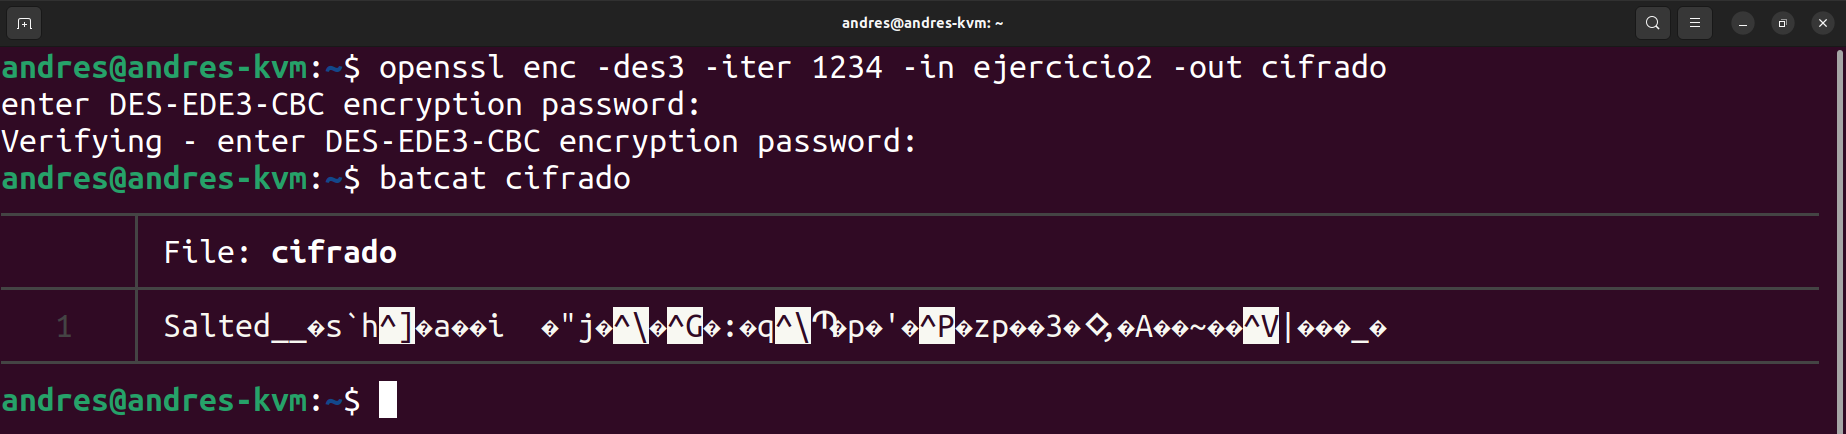 andres@andres-kvm: ~
andres@andres-kvm:~$ openssl enc -des3 -iter 1234 -in ejercicio2 -out cifrado
enter DES-EDE3-CBC encryption password:
Verifying - enter DES-EDE3-CBC encryption password:
andres@andres-kvm:~$ batcat cifrado
File: cifrado
1 Salted__�s`h^]�a��i �"j�^\�^G�:�q^\�p�'�^P�zp��3�,�A��~��^V|���_�
andres@andres-kvm:~$